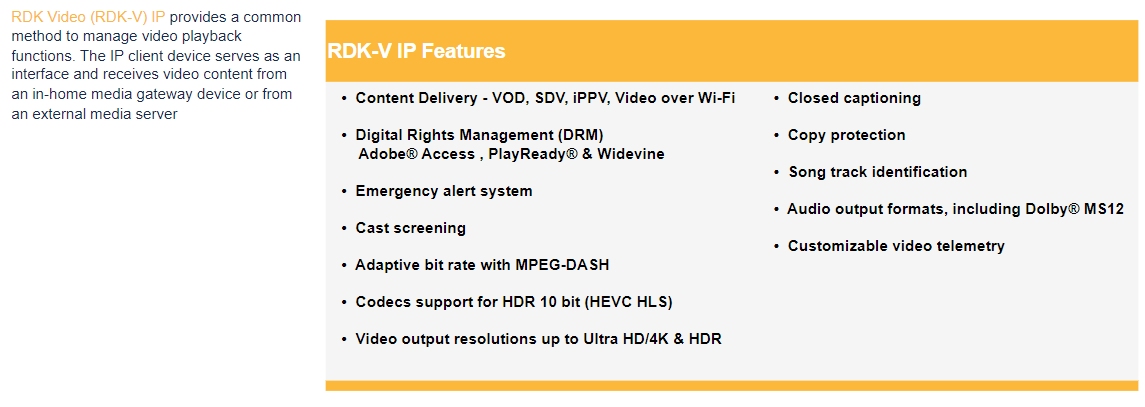 RDK Video (RDK-V) IP provides a common
method to manage video playback
functions. The IP client device serves as an
interface and receives video content from
an in-home media gateway device or from
an external media server
RDK-V IP Features
• Content Delivery - VOD, SDV, iPPV, Video over Wi-Fi
• Digital Rights Management (DRM)
Adobe® Access , PlayReady® & Widevine
• Emergency alert system
• Cast screening
• Adaptive bit rate with MPEG-DASH
• Codecs support for HDR 10 bit (HEVC HLS)
• Video output resolutions up to Ultra HD/4K & HDR
• Closed captioning
• Copy protection
• Song track identification
• Audio output formats, including Dolby® MS12
• Customizable video telemetry